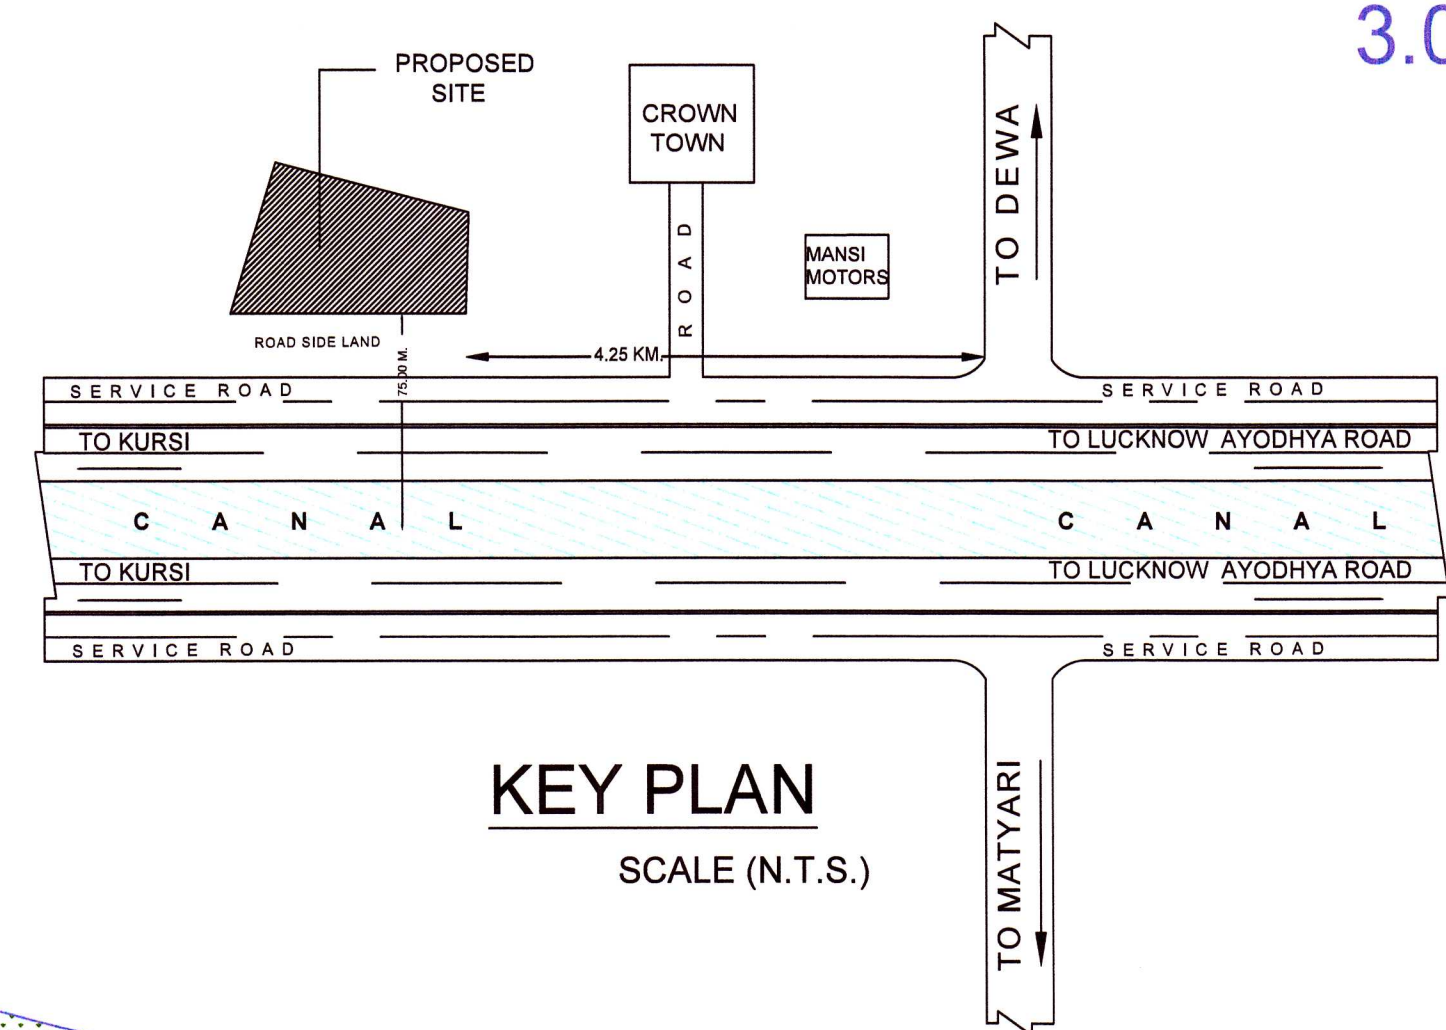 3.0
PROPOSED
SITE
CROWN
TOWN
TO DEWA
ROAD
MANSI
MOTORS
ROAD SIDE LAND
75.00 M.
4.25 KM.
SERVICE ROAD
SERVICE ROAD
TO KURSI
TO LUCKNOW AYODHYA ROAD
CANAL
CANAL
TO KURSI
TO LUCKNOW AYODHYA ROAD
SERVICE ROAD
SERVICE ROAD
KEY PLAN
SCALE (N.T.S.)
TO MATYARI